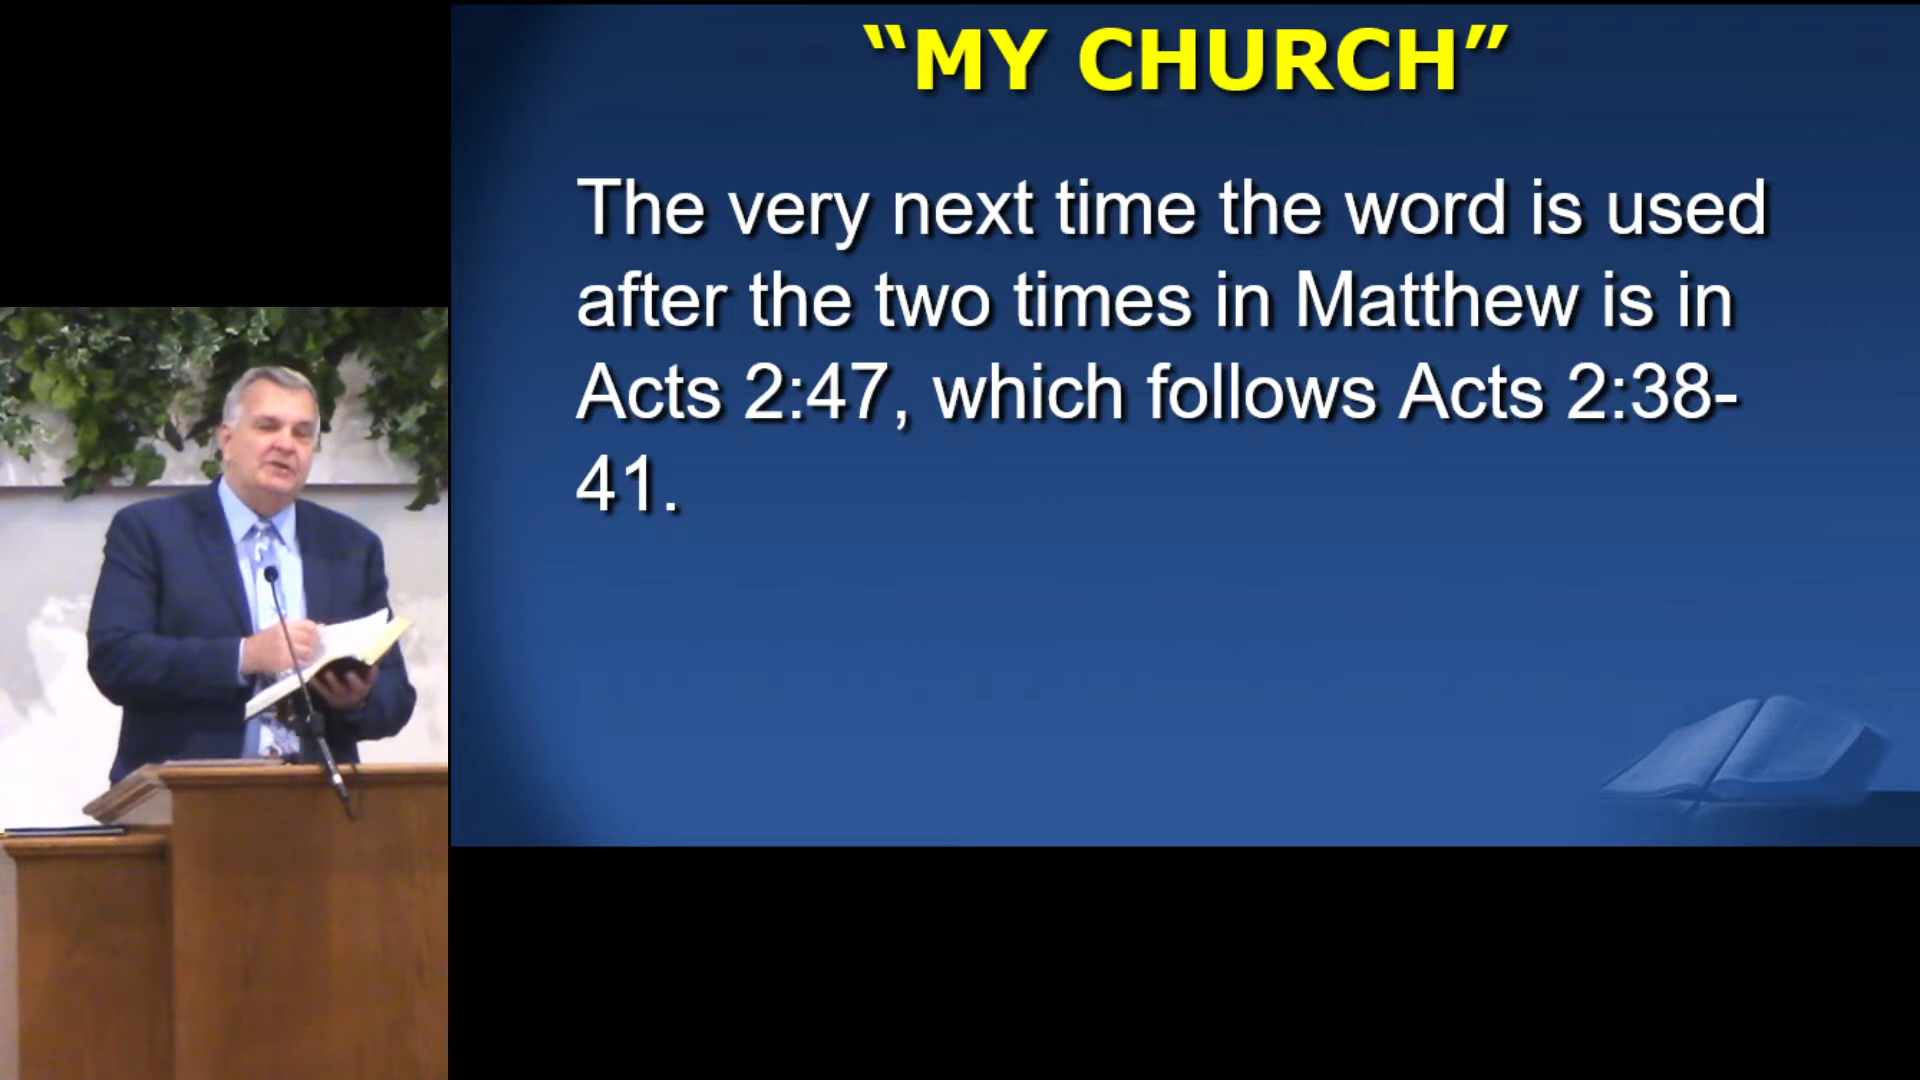 “MY CHURCH”
The very next time the word is used
after the two times in Matthew is in
Acts 2:47, which follows Acts 2:38-
41.